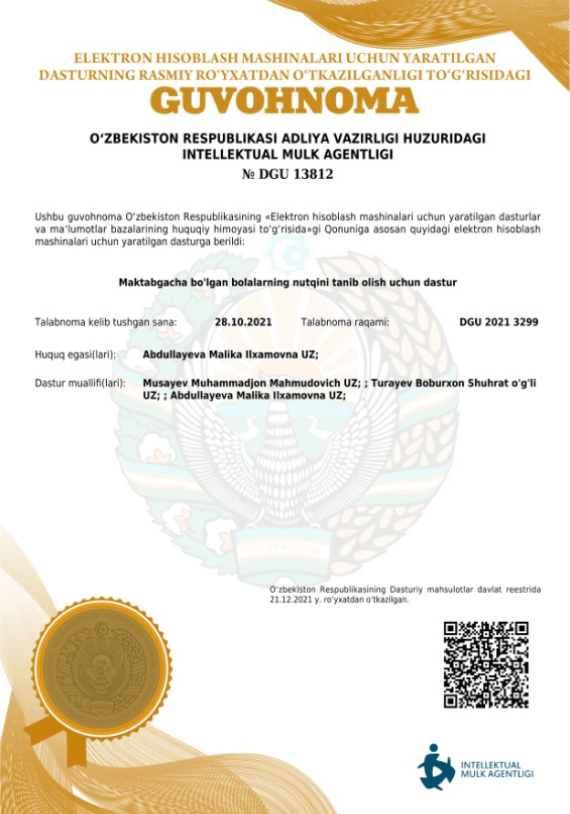 ELEKTRON HISOBLASH MASHINALARI UCHUN YARATILGAN
DASTURNING RASMIY RO‘YXATDAN O‘TKAZILGANLIGI TO‘G‘RISIDAGI
GUVOHNOMA
O‘ZBEKISTON RESPUBLIKASI ADLIYA VAZIRLIGI HUZURIDAGI
INTELLEKTUAL MULK AGENTLIGI
№ DGU 13812
Ushbu guvohnoma O‘zbekiston Respublikasining «Elektron hisoblash mashinalari uchun yaratilgan dasturlar
va ma’lumotlar bazalarining huquqiy himoyasi to‘g‘risida»gi Qonuniga asosan quyidagi elektron hisoblash
mashinalari uchun yaratilgan dasturga berildi:
Maktabgacha bo'lgan bolalarning nutqini tanib olish uchun dastur
Talabnoma kelib tushgan sana: 28.10.2021 Talabnoma raqami: DGU 2021 3299
Huquq egasi(lari): Abdullayeva Malika Ilxamovna UZ;
Dastur muallifi(lari): Musayev Muhammadjon Mahmudovich UZ; ; Turayev Boburxon Shuhrat o'g'li
UZ; ; Abdullayeva Malika Ilxamovna UZ;
O‘ZBEKISTON
O‘zbekiston Respublikasining Dasturiy mahsulotlar davlat reestrida
21.12.2021 y. ro‘yxatdan o‘tkazilgan.
INTELLEKTUAL
MULK AGENTLIGI